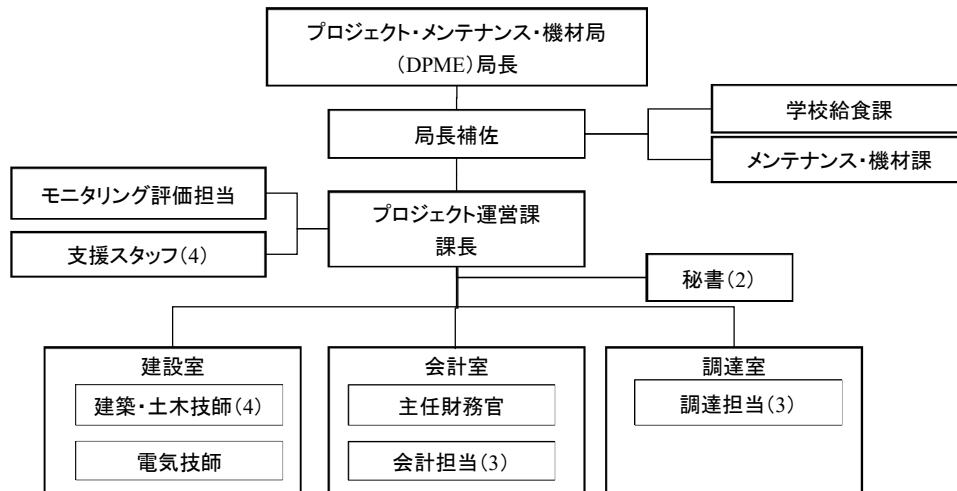 プロジェクト・メンテナンス・機材局
(DPME)局長
局長補佐
学校給食課
メンテナンス・機材課
モニタリング評価担当
支援スタッフ(4)
プロジェクト運営課
課長
秘書(2)
建設室
建築・土木技師(4)
電気技師
会計室
主任財務官
会計担当(3)
調達室
調達担当(3)